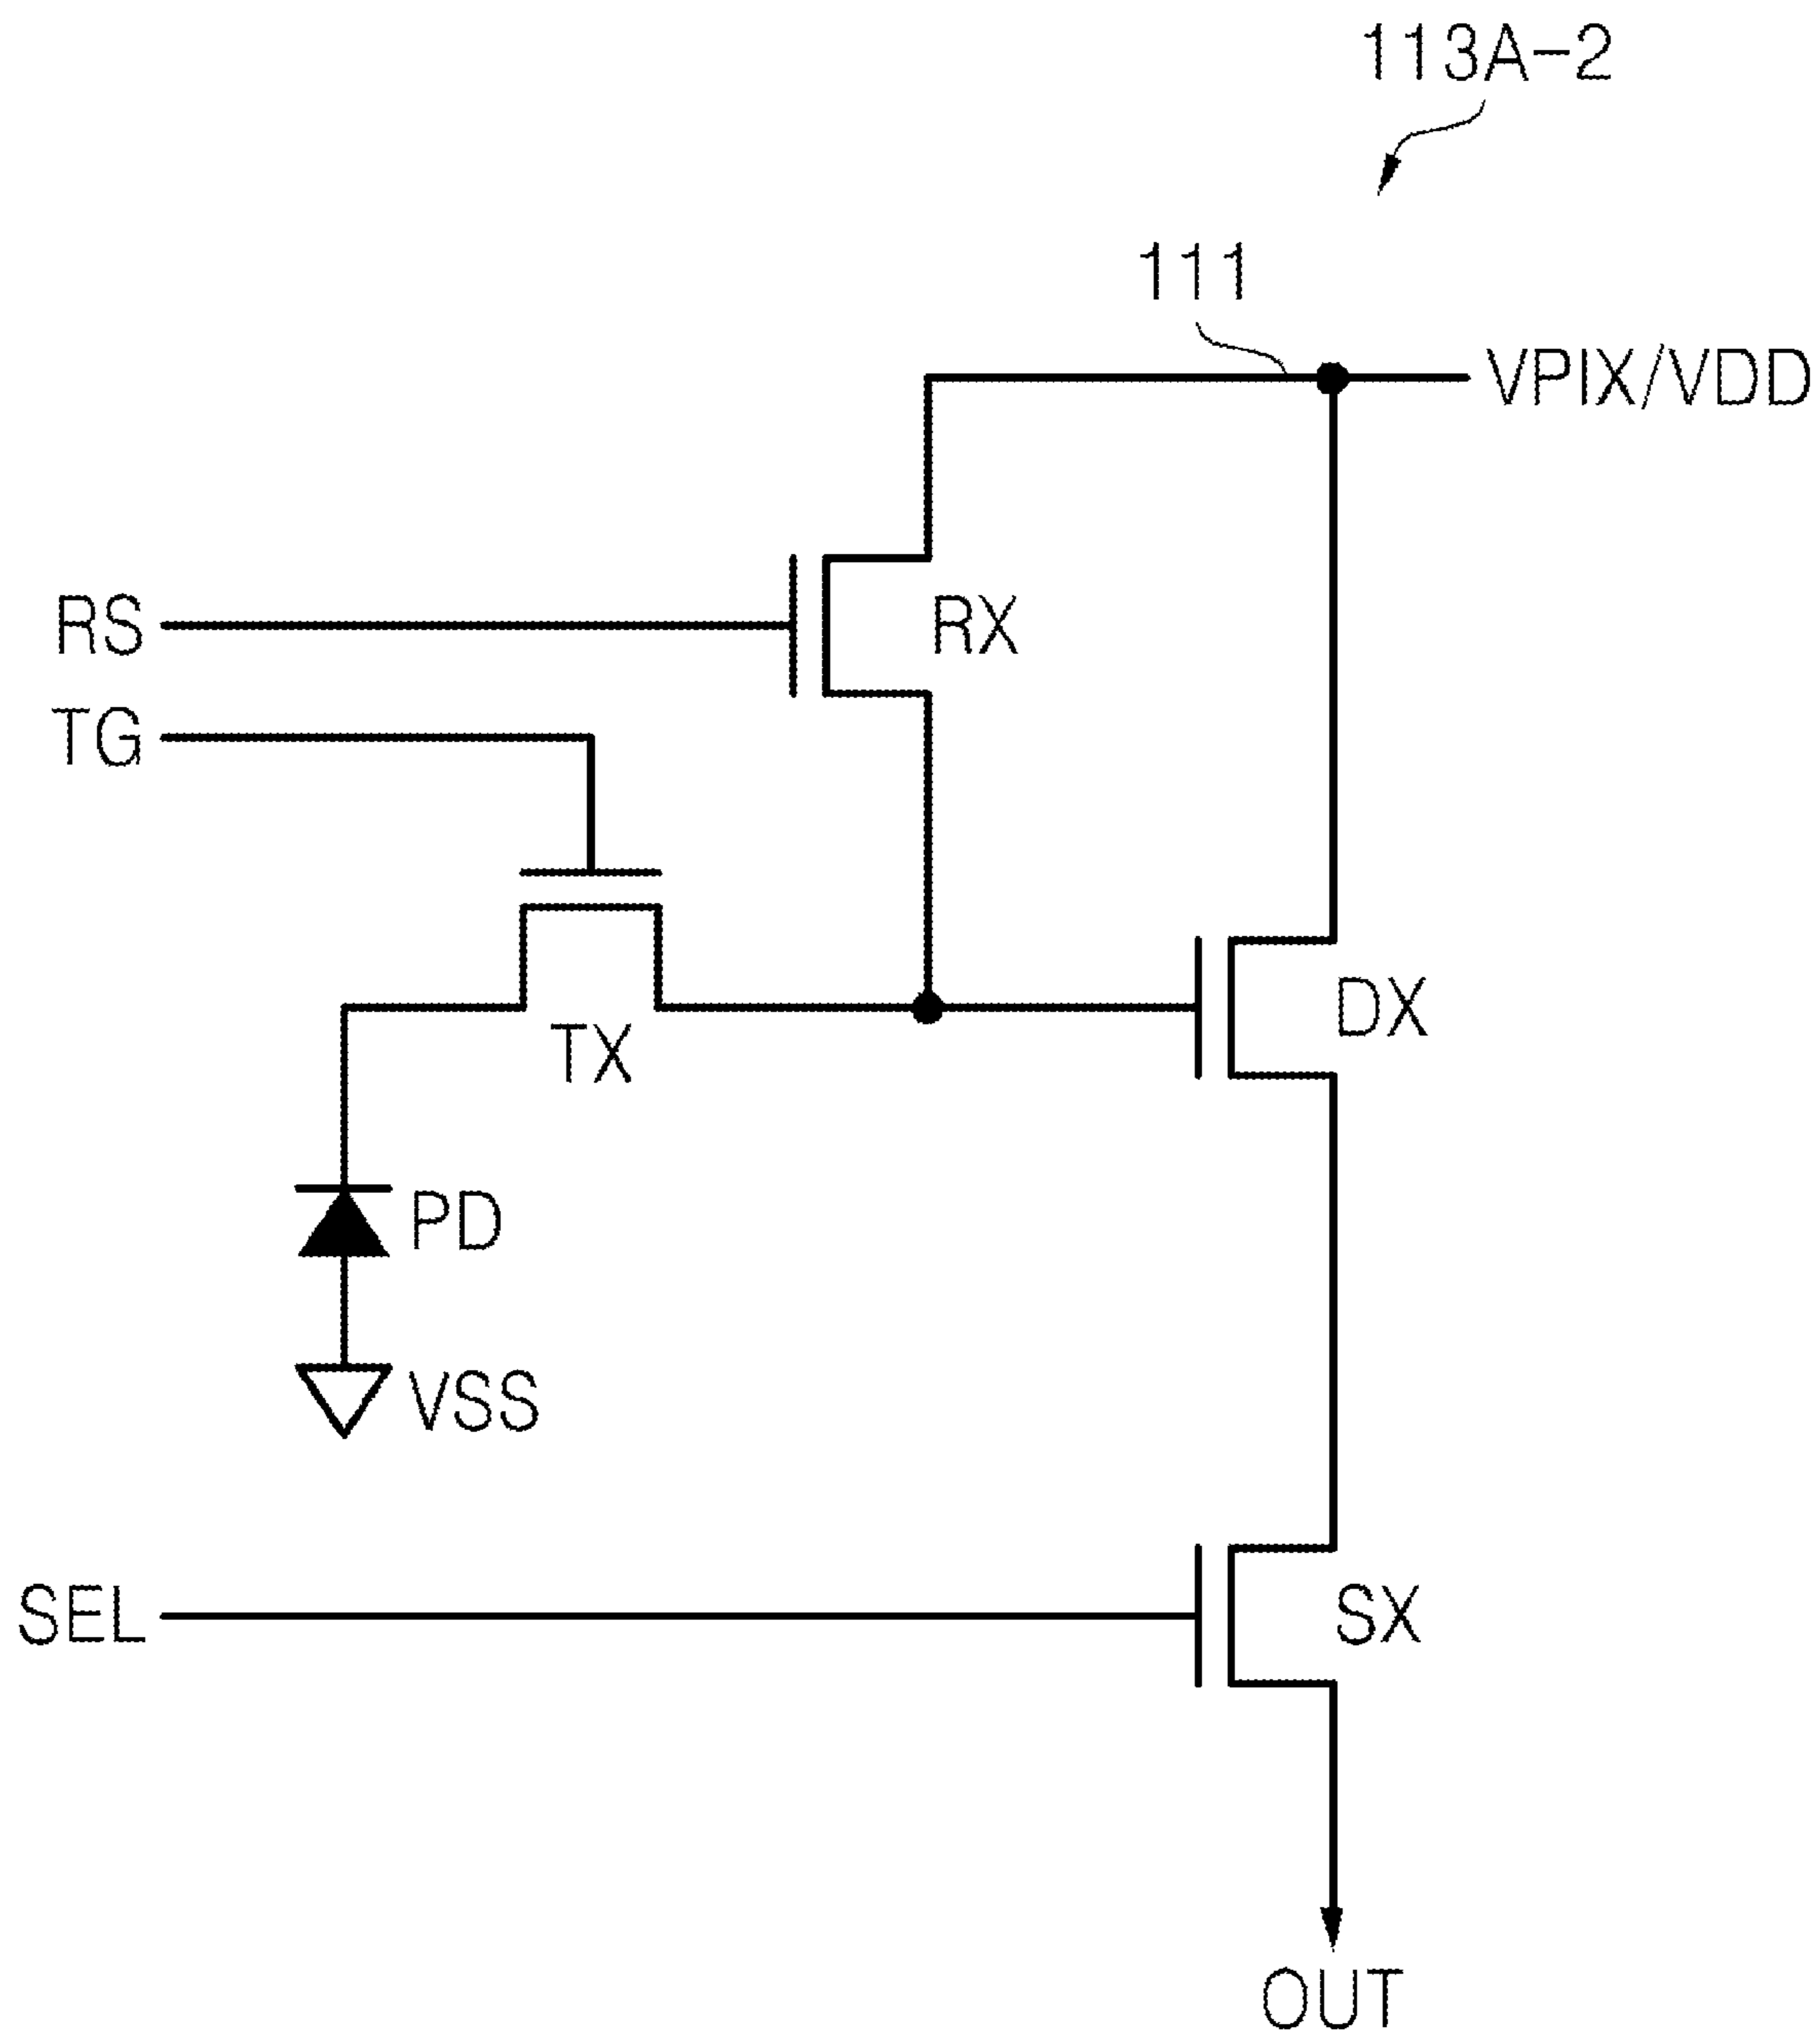 113A-2
111
VPIX/VDD
RS
RX
TG
DX
TX
PD
VSS
SEL
SX
OUT